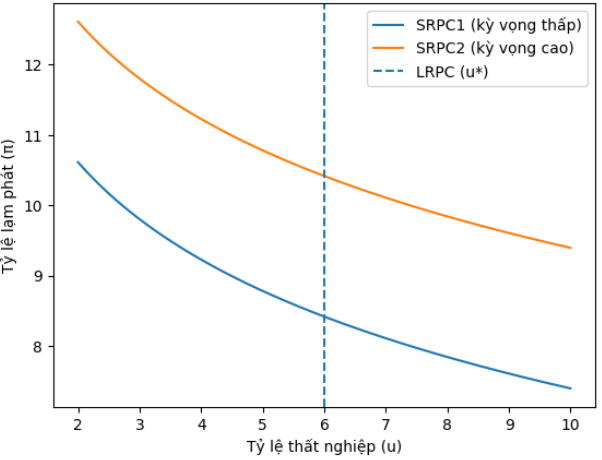 SRPC1 (kỳ vọng thấp)
SRPC2 (kỳ vọng cao)
LRPC (u*)
Tỷ lệ lạm phát (π)
12
11
10
9
8
2 3 4 5 6 7 8 9 10
Tỷ lệ thất nghiệp (u)